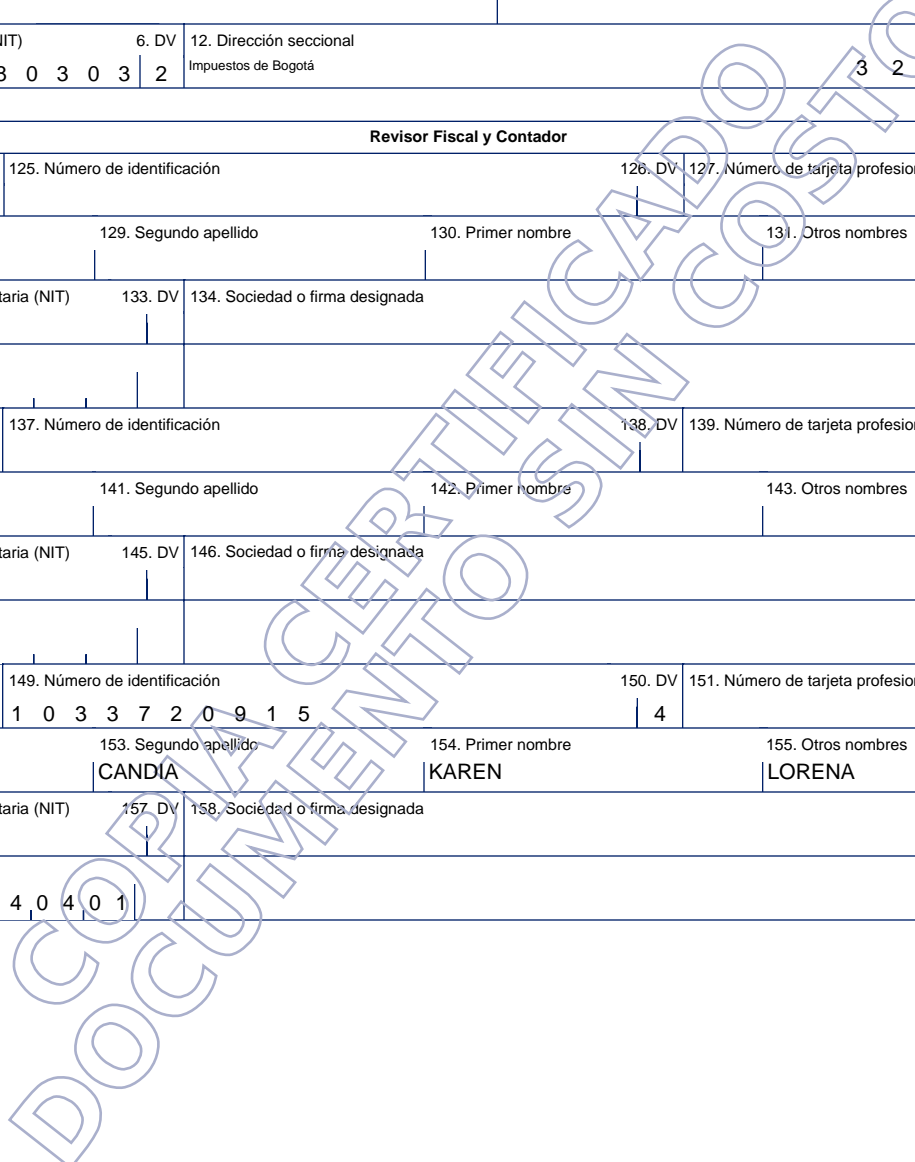 NIT) 6. DV 12. Dirección seccional
3 0 3 0 3 2 Impuestos de Bogotá 3 2
Revisor Fiscal y Contador
125. Número de identificación 126. DV 127. Número de tarjeta profesion
129. Segundo apellido 130. Primer nombre 131. Otros nombres
taria (NIT) 133. DV 134. Sociedad o firma designada
137. Número de identificación 138. DV 139. Número de tarjeta profesion
141. Segundo apellido 142. Primer nombre 143. Otros nombres
taria (NIT) 145. DV 146. Sociedad o firma designada
149. Número de identificación 150. DV 151. Número de tarjeta profesion
1 0 3 3 7 2 0 9 1 5 4
153. Segundo apellido 154. Primer nombre 155. Otros nombres
CANDIA KAREN LORENA
taria (NIT) 157. DV 158. Sociedad o firma designada
4 0 4 0 1
COPIA CERTIFICADO
DOCUMENTO SIN COSTO